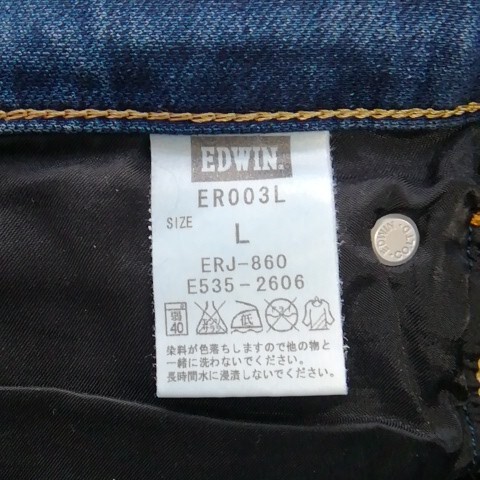 EDWIN.
ER003L
SIZE
L
ERJ-860
E535-2606
弱
40
低
染料が色落ちしますので他の物と
一緒に洗わないでください。
長時間水に浸漬しないでください。